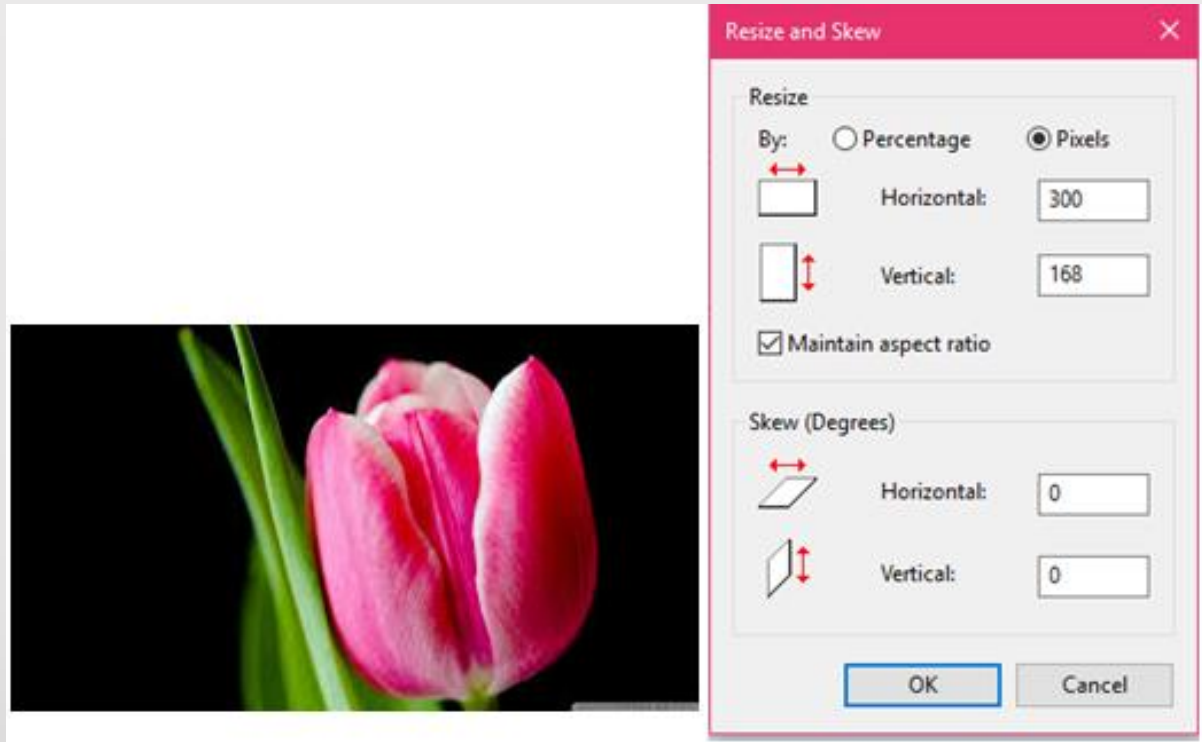 Resize and Skew
Resize
By: Percentage Pixels
Horizontal: 300
Vertical: 168
Maintain aspect ratio
Skew (Degrees)
Horizontal: 0
Vertical: 0
OK Cancel